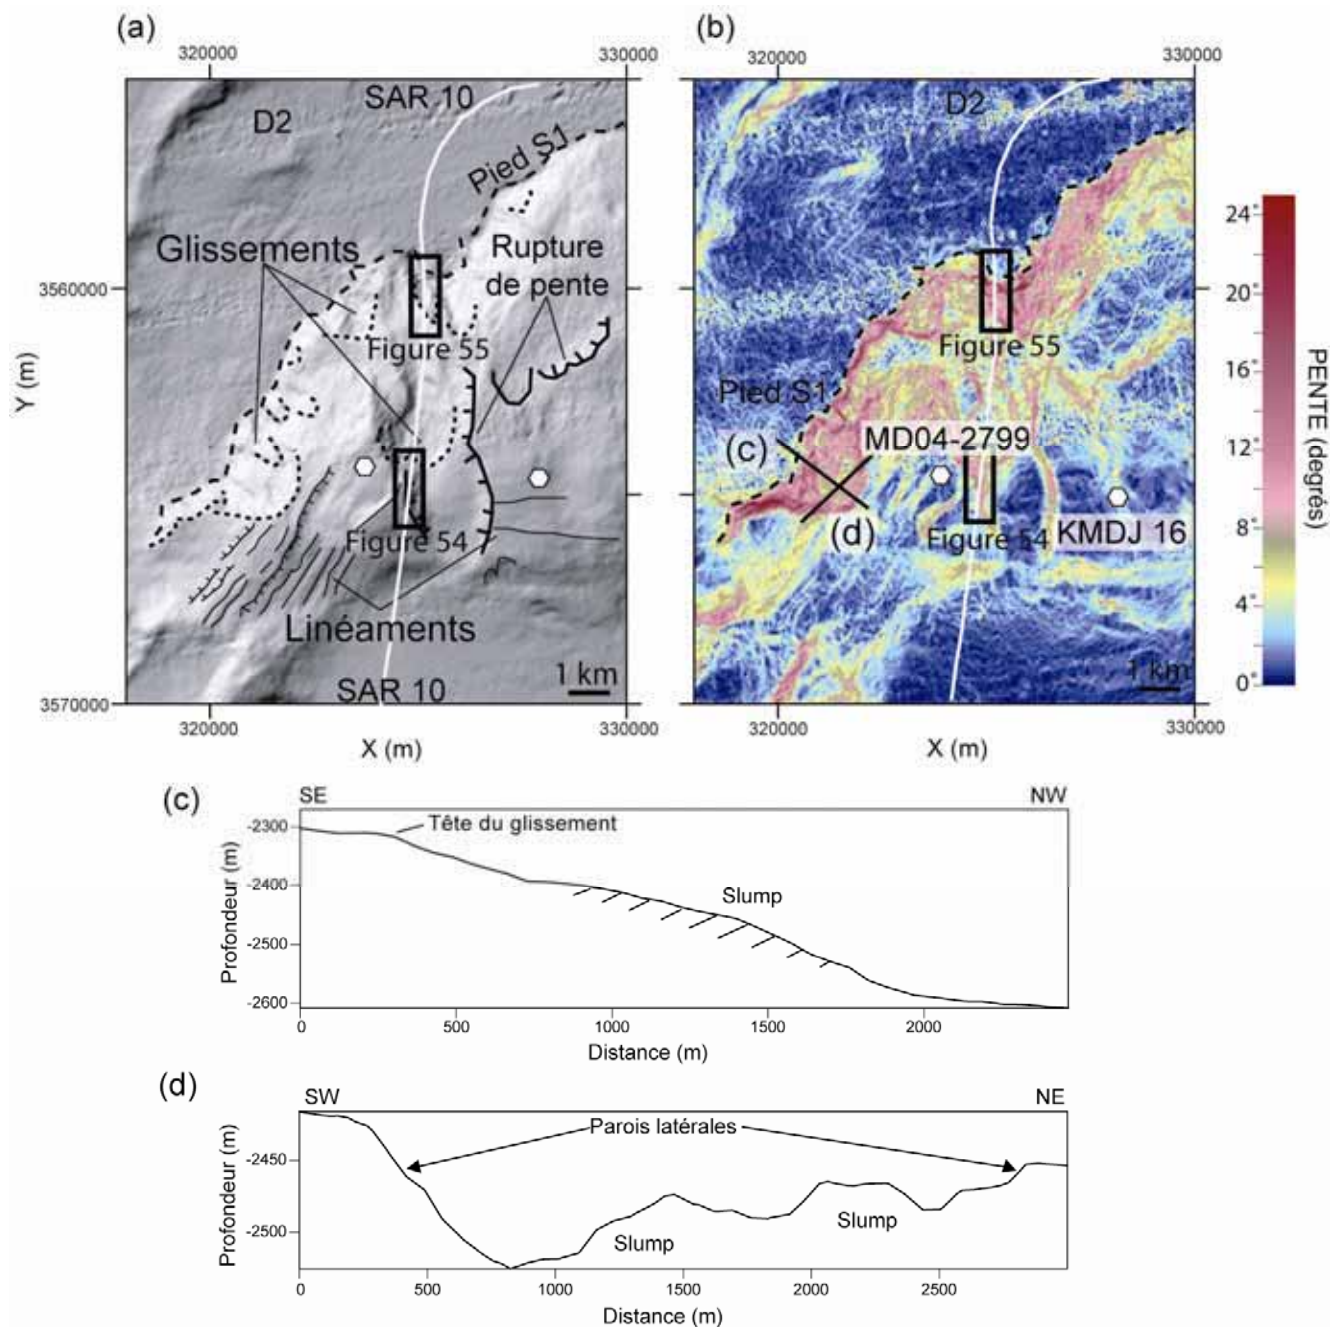 (a)
(b)
320000
330000
320000
330000
SAR 10
D2
Pied S1
Glissements
Rupture
de pente
3560000
Figure 55
Figure 54
Linéaments
SAR 10
1 km
3570000
320000
330000
X (m)
Y (m)
D2
Figure 55
Pied S1
(c)
MD04-2799
(d)
Figure 54
KMDJ 16
1 km
320000
330000
X (m)
24°
20°
16
12
8
4°
0°
PENTE (degrés)
(c)
SE
NW
Tête du glissement
Slump
-2300
-2400
-2500
-2600
Profondeur (m)
0
500
1000
1500
2000
Distance (m)
(d)
SW
NE
Parois latérales
-2450
-2500
Slump
Slump
Profondeur (m)
0
500
1000
1500
2000
2500
Distance (m)